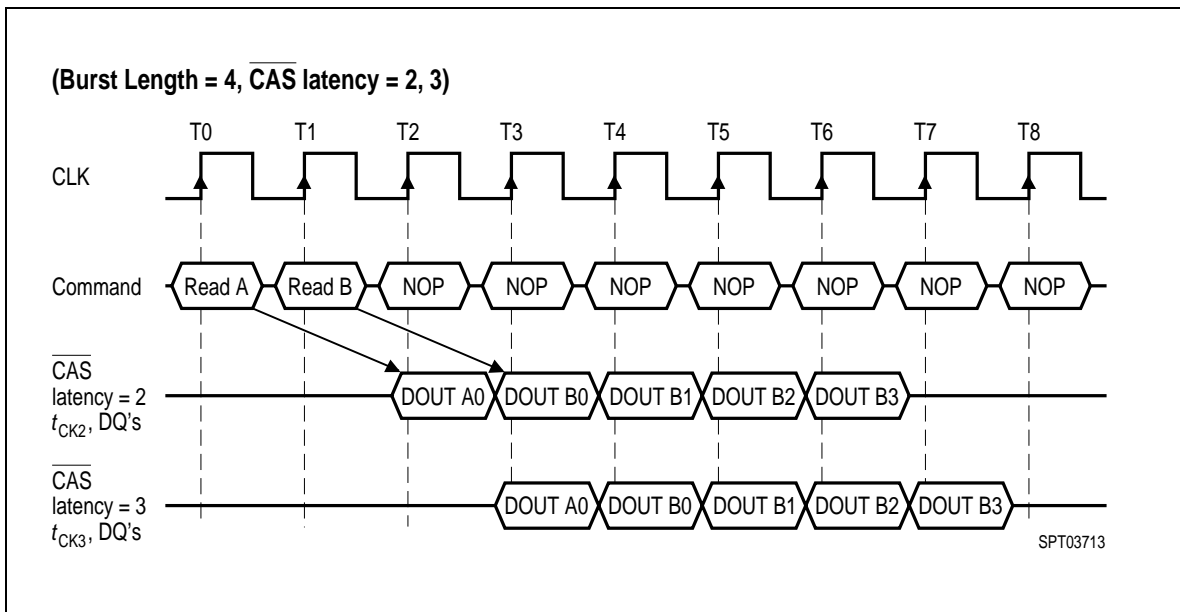 (Burst Length = 4, CAS latency = 2, 3)
T0 T1 T2 T3 T4 T5 T6 T7 T8
CLK
Command Read A Read B NOP NOP NOP NOP NOP NOP NOP
CAS
latency = 2 DOUT A0 DOUT B0 DOUT B1 DOUT B2 DOUT B3
tCK2, DQ's
CAS
latency = 3 DOUT A0 DOUT B0 DOUT B1 DOUT B2 DOUT B3
tCK3, DQ's
SPT03713